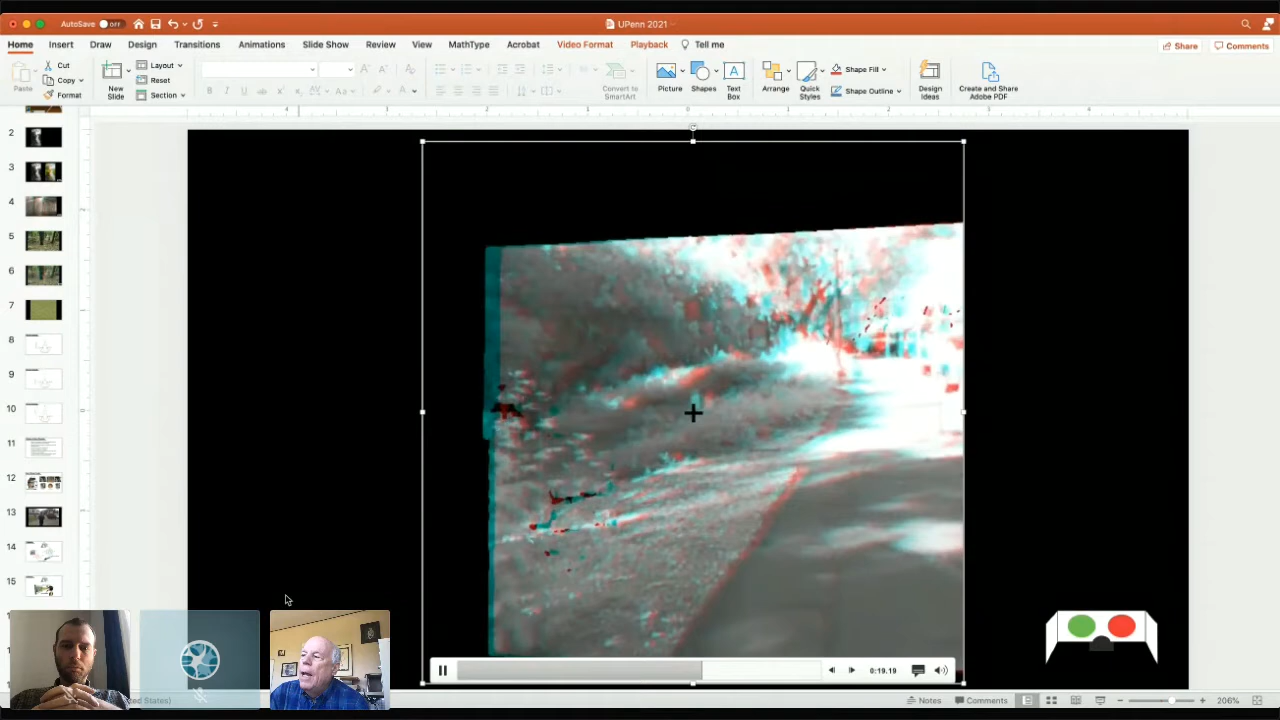 AutoSave OFF
UPenn 2021
Home Insert Draw Design Transitions Animations Slide Show Review View MathType Acrobat Video Format Playback Tell me
Share Comments
Paste
Cut
Copy
Format
New Slide
Layout
Reset
Section
Convert to SmartArt
Picture
Shapes
Text Box
Arrange
Quick Styles
Shape Fill
Shape Outline
Design Ideas
Create and Share Adobe PDF
2
3
4
5
6
7
8
9
10
11
12
13
14
15
0:19.19
d States)
Notes Comments 206%